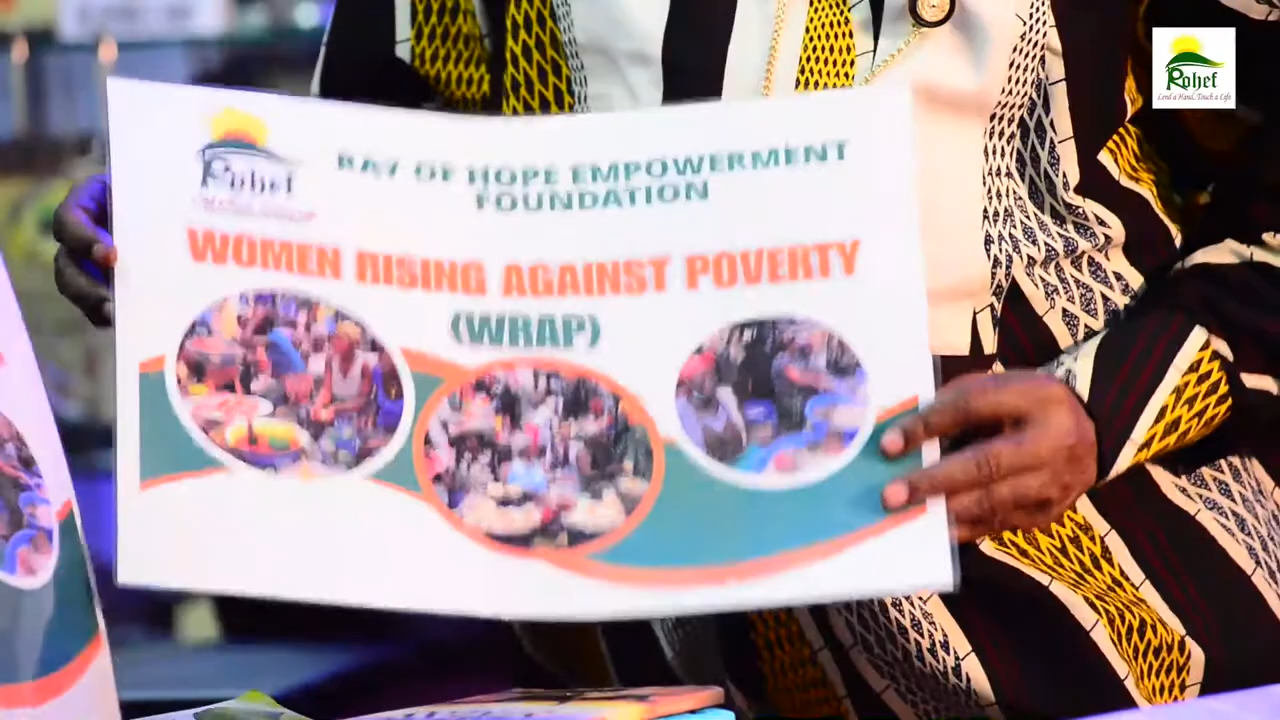 Rohef
Lend a Hand, Touch a Life
Rohef
RAY OF HOPE EMPOWERMENT
FOUNDATION
WOMEN RISING AGAINST POVERTY
(WRAP)